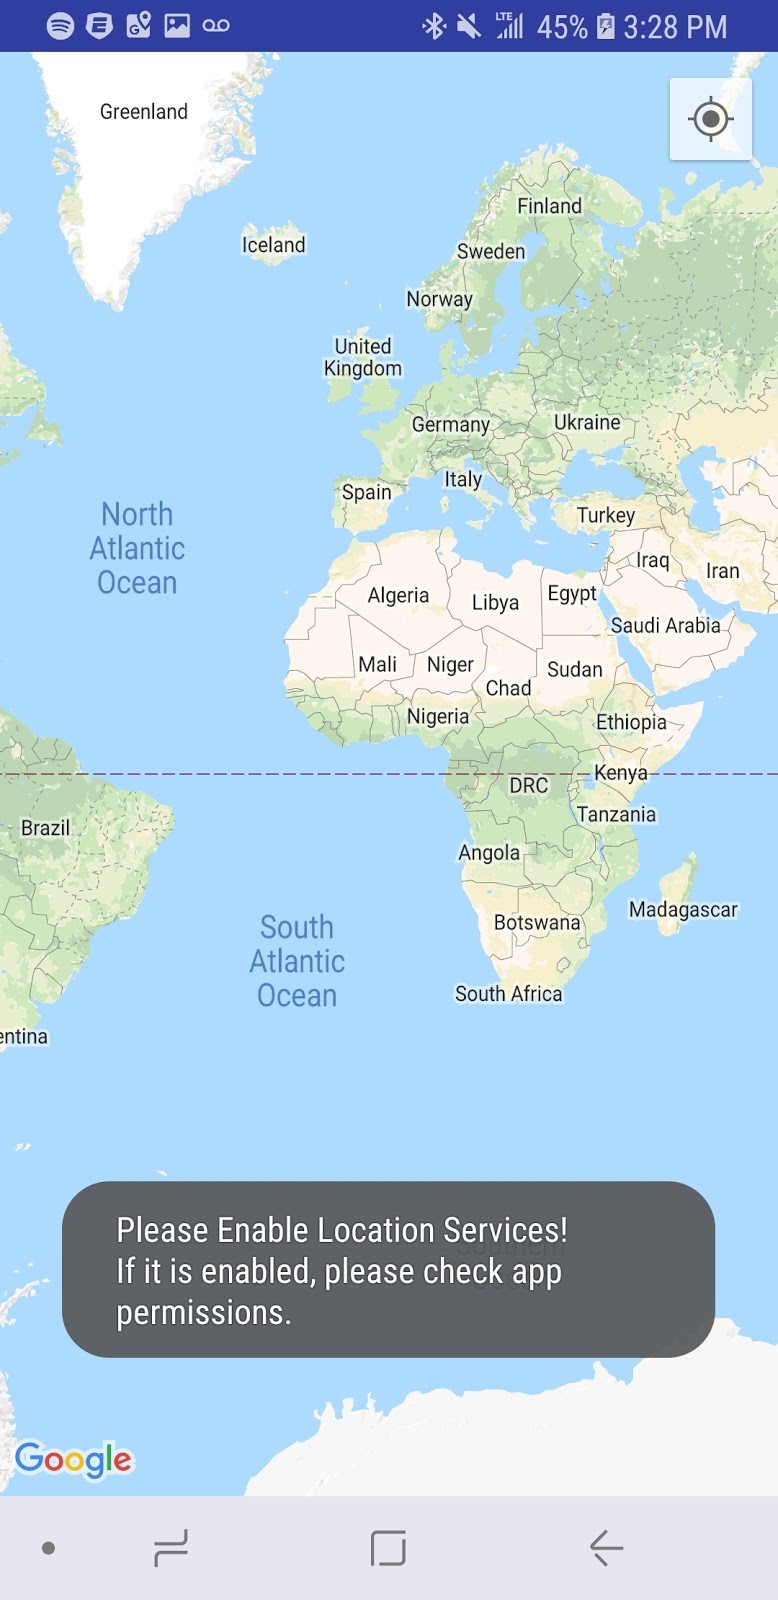 LTE
45% 3:28 PM
Greenland
Finland
Iceland
Sweden
Norway
United
Kingdom
Germany
Ukraine
Italy
Spain
Turkey
North
Atlantic
Ocean
Iraq
Iran
Algeria
Libya
Egypt
Saudi Arabia
Mali
Niger
Sudan
Chad
Nigeria
Ethiopia
Kenya
DRC
Brazil
Tanzania
Angola
Madagascar
Botswana
South
Atlantic
Ocean
South Africa
entina
Please Enable Location Services!
If it is enabled, please check app
permissions.
Southern
Google